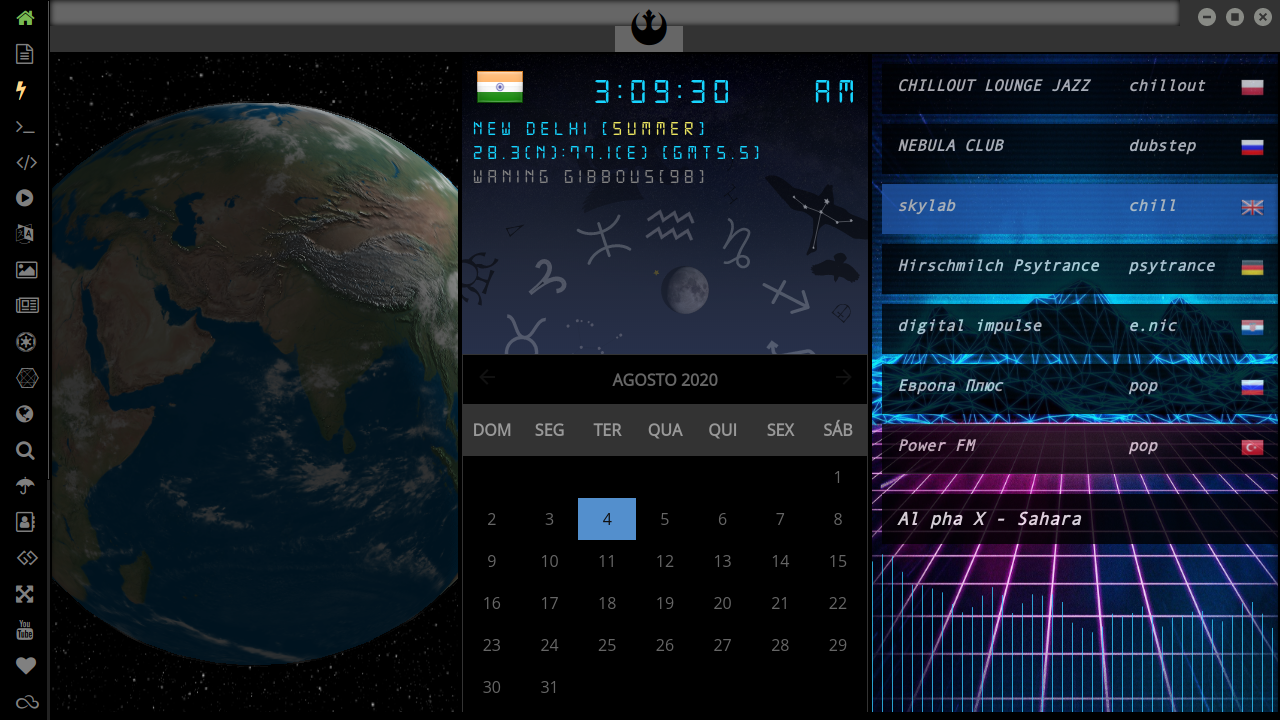 3:09:30 AM
NEW DELHI (SUMMER)
28.3(N):77.1(E) (GMT5.5)
WANING GIBBOUS(98)
AGOSTO 2020
DOM SEG TER QUA QUI SEX SÁB
1
2 3 4 5 6 7 8
9 10 11 12 13 14 15
16 17 18 19 20 21 22
23 24 25 26 27 28 29
30 31
CHILLOUT LOUNGE JAZZ chillout
NEBULA CLUB dubstep
skylab chill
Hirschmilch Psytrance psytrance
digital impulse e.nic
Европа Плюс pop
Power FM pop
Al pha X - Sahara
You
Tube